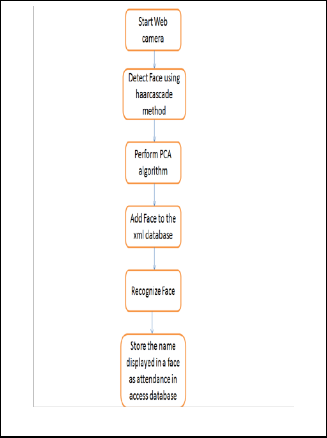 Start Web
camera
Detect Face using
haarcascade
method
Perform PCA
algorithm
Add Face to the
xml database
Recognize Face
Store the name
displayed in a face
as attendance in
access database